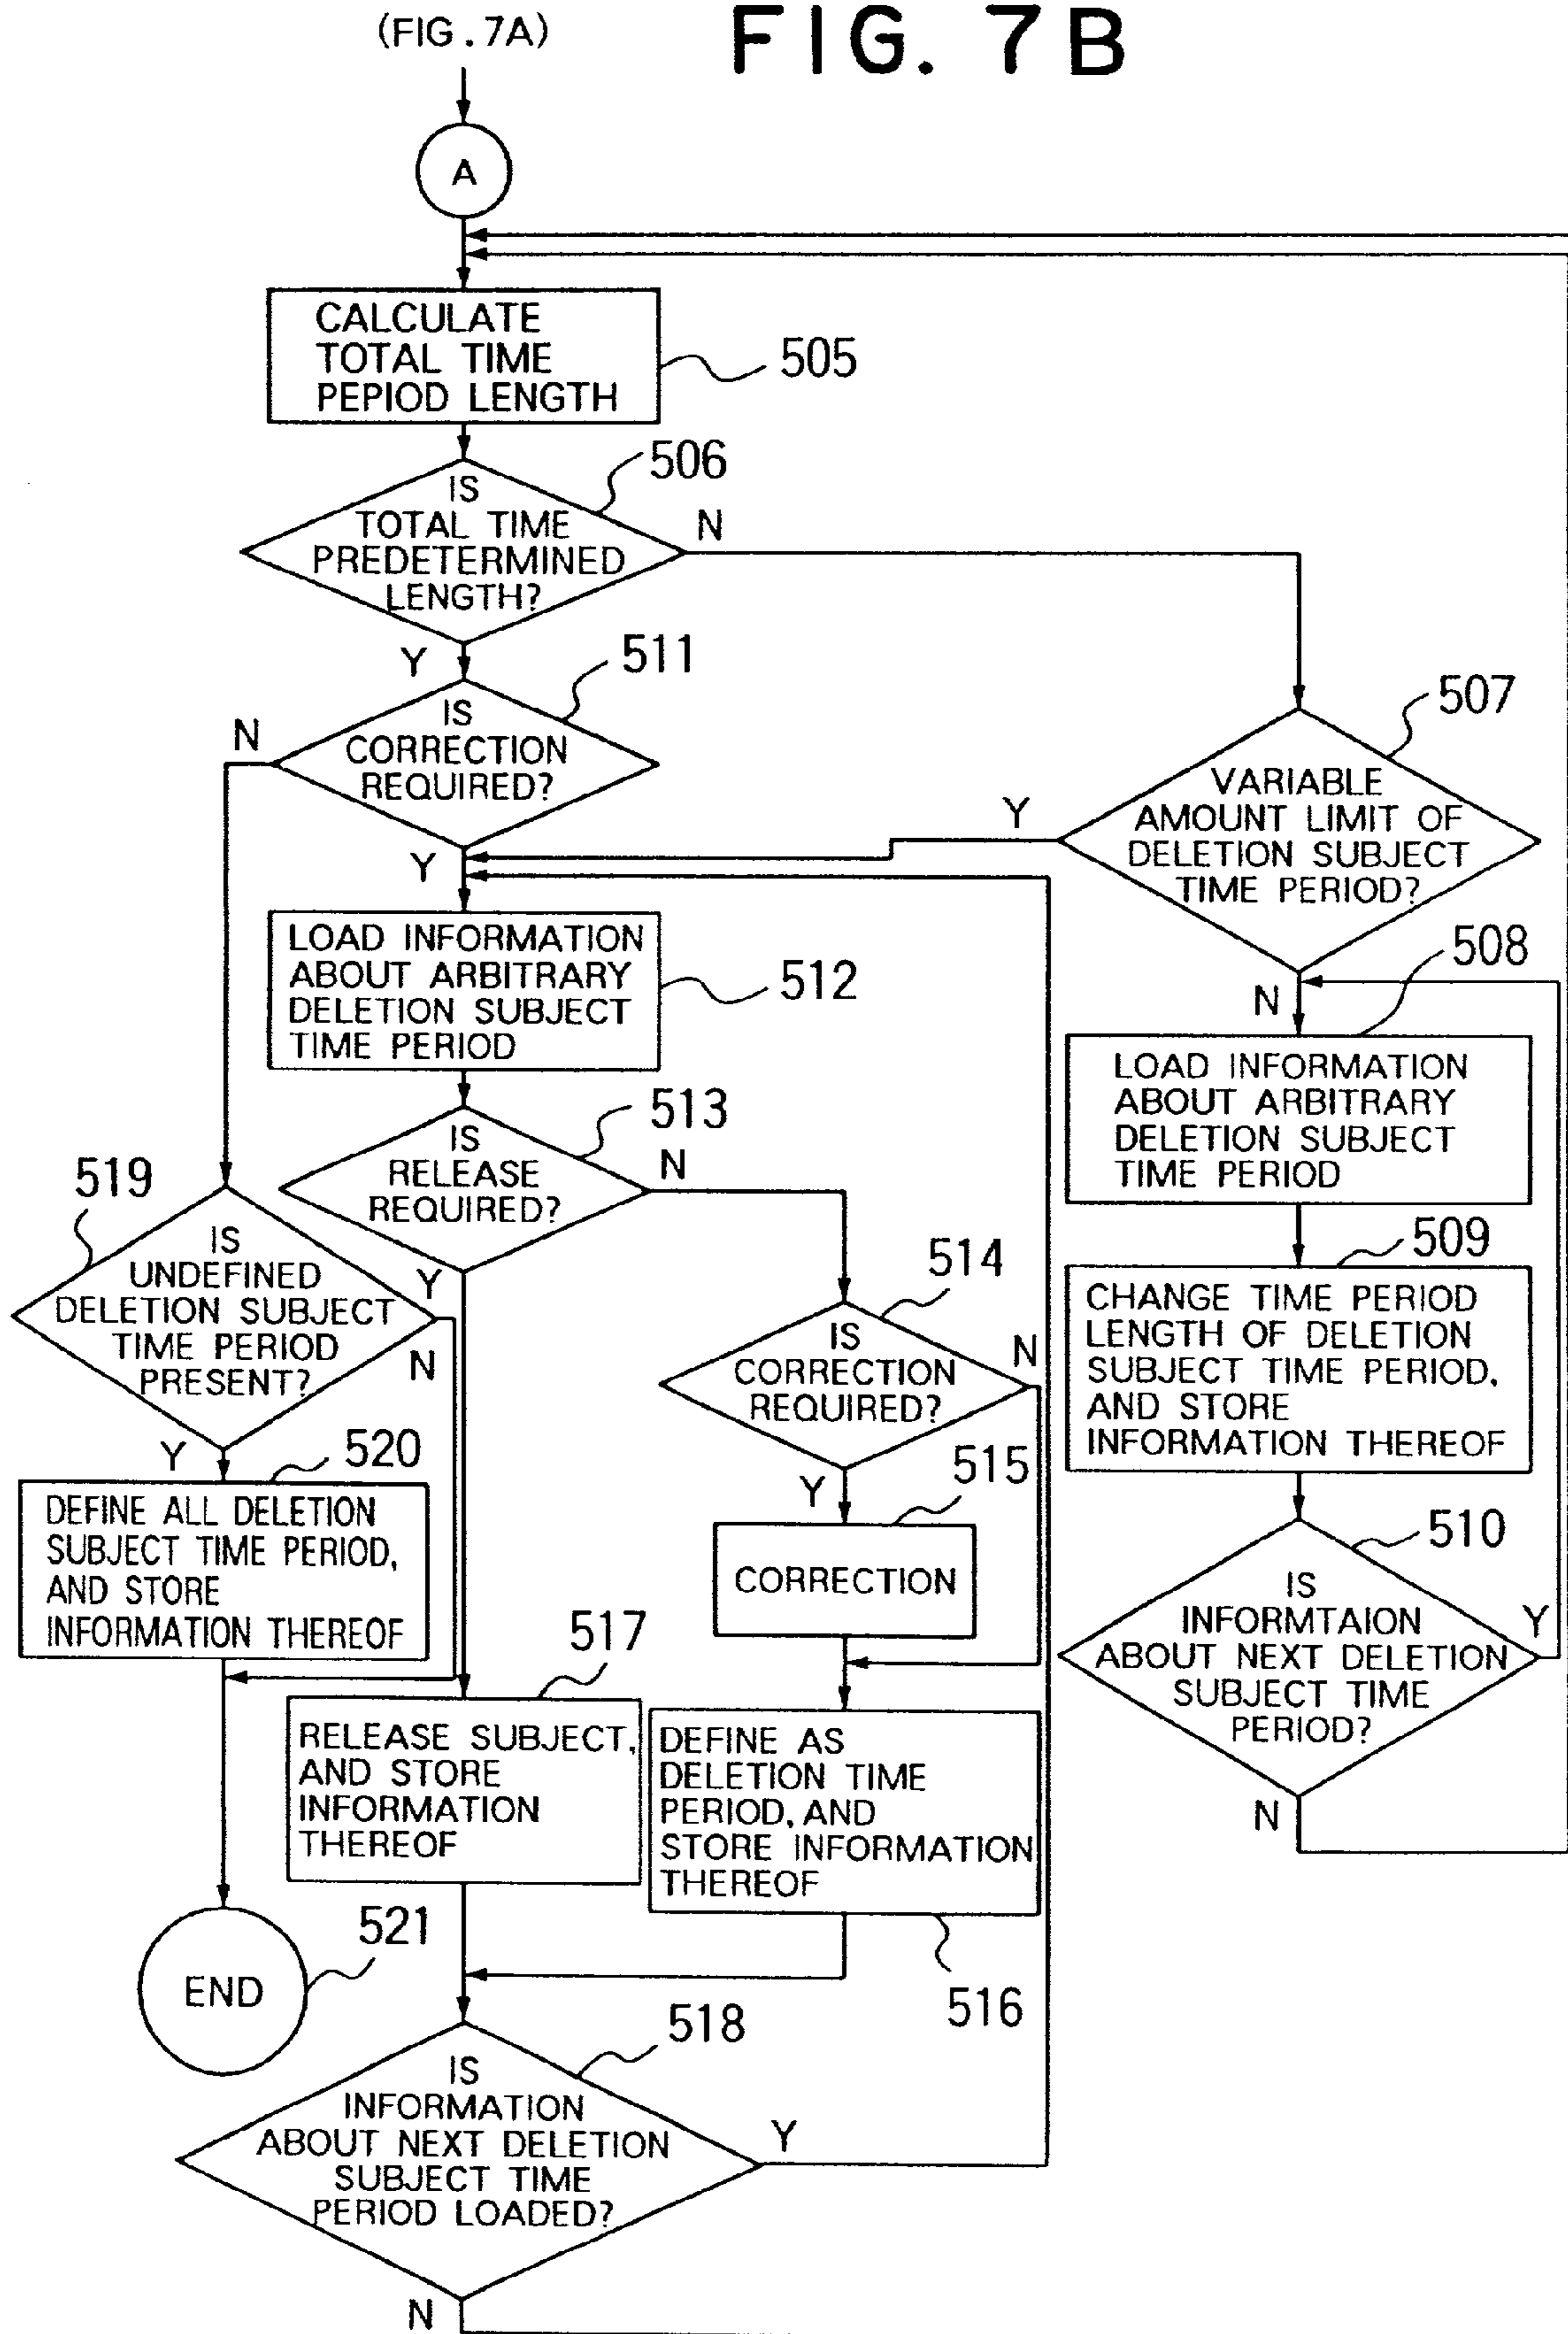 (FIG. 7A)
FIG. 7B
A
CALCULATE
TOTAL TIME
PEPIOD LENGTH
505
506
IS
TOTAL TIME
PREDETERMINED
LENGTH?
N
Y
511
IS
CORRECTION
REQUIRED?
N
Y
507
VARIABLE
AMOUNT LIMIT OF
DELETION SUBJECT
TIME PERIOD?
Y
N
508
LOAD INFORMATION
ABOUT ARBITRARY
DELETION SUBJECT
TIME PERIOD
512
LOAD INFORMATION
ABOUT ARBITRARY
DELETION SUBJECT
TIME PERIOD
513
IS
RELEASE
REQUIRED?
N
Y
509
CHANGE TIME PERIOD
LENGTH OF DELETION
SUBJECT TIME PERIOD,
AND STORE
INFORMATION THEREOF
519
IS
UNDEFINED
DELETION SUBJECT
TIME PERIOD
PRESENT?
N
Y
514
IS
CORRECTION
REQUIRED?
N
Y
515
CORRECTION
510
IS
INFORMTAION
ABOUT NEXT DELETION
SUBJECT TIME
PERIOD?
Y
N
520
DEFINE ALL DELETION
SUBJECT TIME PERIOD,
AND STORE
INFORMATION THEREOF
517
RELEASE SUBJECT,
AND STORE
INFORMATION
THEREOF
DEFINE AS
DELETION TIME
PERIOD, AND
STORE INFORMATION
THEREOF
516
END
521
518
IS
INFORMATION
ABOUT NEXT DELETION
SUBJECT TIME
PERIOD LOADED?
Y
N